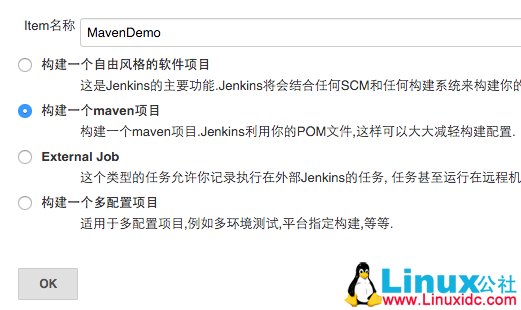 Item名称
MavenDemo
构建一个自由风格的软件项目
这是Jenkins的主要功能.Jenkins将会结合任何SCM和任何构建系统来构建你的
构建一个maven项目
构建一个maven项目.Jenkins利用你的POM文件,这样可以大大减轻构建配置.
External Job
这个类型的任务允许你记录执行在外部Jenkins的任务, 任务甚至运行在远程机
构建一个多配置项目
适用于多配置项目,例如多环境测试,平台指定构建,等等.
OK
Linux公社
www.Linuxidc.com